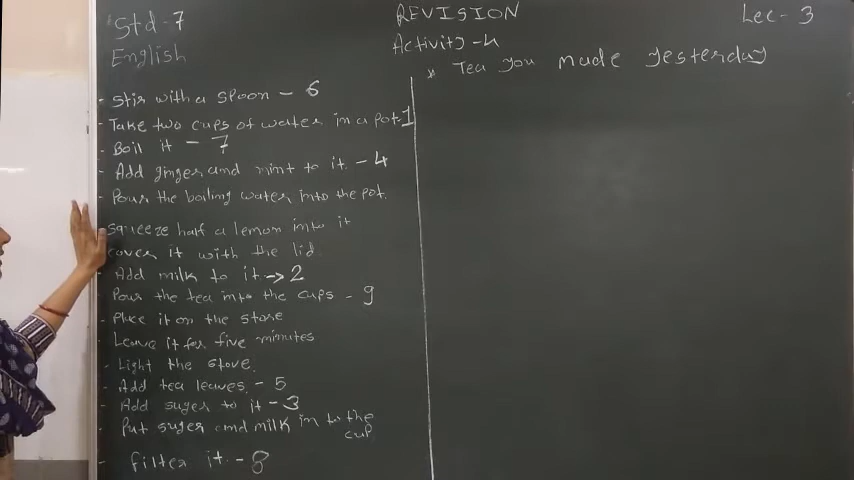 Std-7
English
REVISION
Activity-4
Lec-3
* Tea you made yesterday
- Stir with a spoon - 6
- Take two cups of water in a pot.1
- Boil it - 7
- Add ginger and mint to it. - 4
- Pour the boiling water into the pot.
- squeeze half a lemon into it
- cover it with the lid
- Add milk to it → 2
- Pour the tea into the cups - 9
- Place it on the stove
- Leave it for five minutes
- Light the stove.
- Add tea leaves. - 5
- Add suger to it - 3
- Put suger and milk in to the
cup
- filter it. - 8